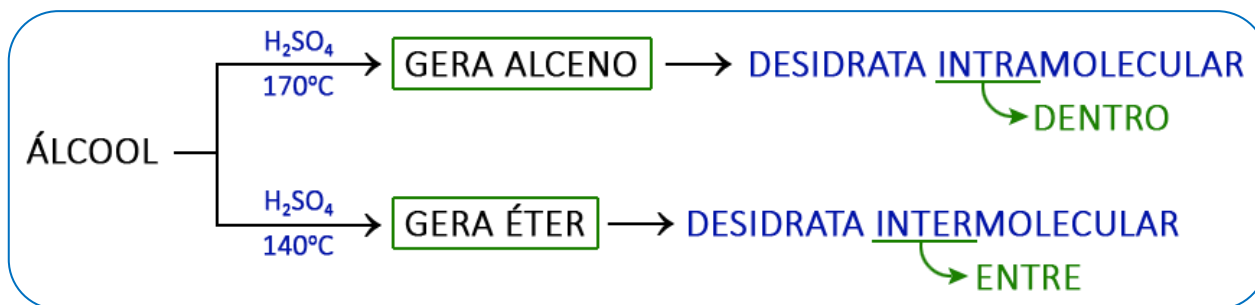 H₂SO₄
170ºC
GERA ALCENO
DESIDRATA INTRAMOLECULAR
DENTRO
ÁLCOOL
H₂SO₄
140ºC
GERA ÉTER
DESIDRATA INTERMOLECULAR
ENTRE